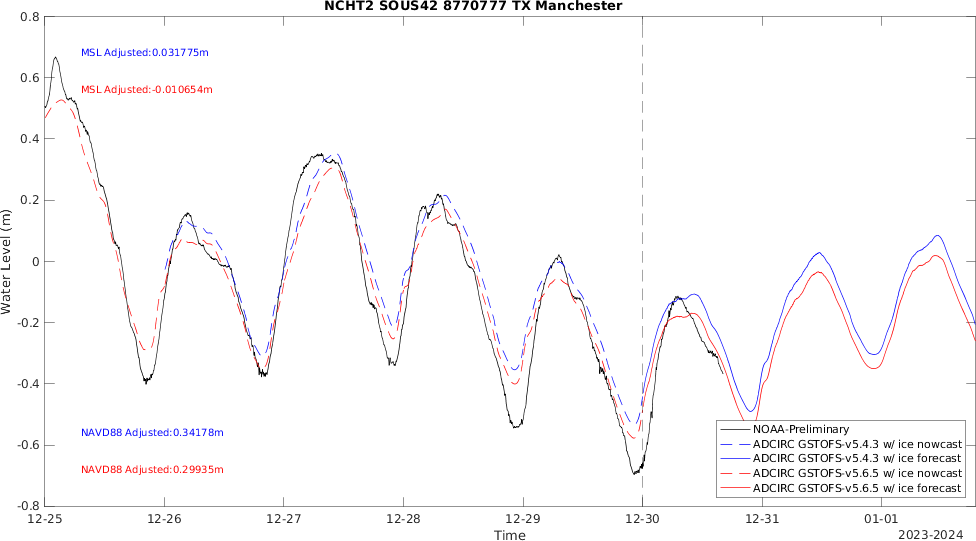 NCHT2 SOUS42 8770777 TX Manchester
0.8
0.6
0.4
0.2
0
-0.2
-0.4
-0.6
-0.8
Water Level (m)
MSL Adjusted:0.031775m
MSL Adjusted:-0.010654m
NAVD88 Adjusted:0.34178m
NAVD88 Adjusted:0.29935m
NOAA-Preliminary
ADCIRC GSTOFS-v5.4.3 w/ ice nowcast
ADCIRC GSTOFS-v5.4.3 w/ ice forecast
ADCIRC GSTOFS-v5.6.5 w/ ice nowcast
ADCIRC GSTOFS-v5.6.5 w/ ice forecast
12-25 12-26 12-27 12-28 12-29 12-30 12-31 01-01
Time
2023-2024